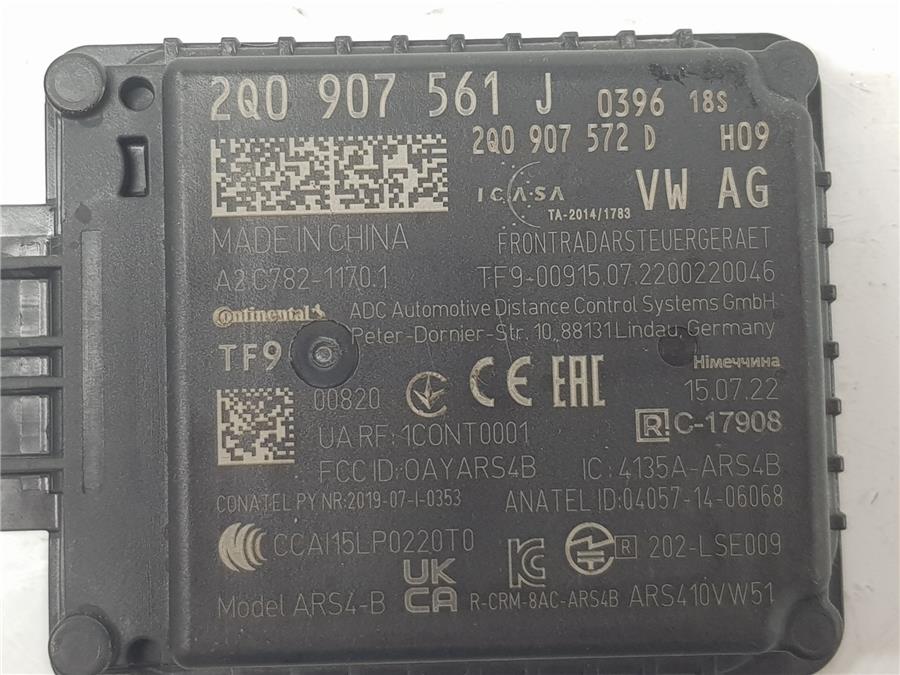 2Q0 907 561 J 0396 18S
2Q0 907 572 D H09
ICASA
TA-2014/1783
VW AG
MADE IN CHINA FRONTRADARSTEUERGERAET
A2C782-1170.1 TF9-00915.07.2200220046
Continental ADC Automotive Distance Control Systems GmbH
Peter-Dornier-Str. 10, 88131 Lindau, Germany
TF9 Німеччина
CE EAC 15.07.22
00820
R C-17908
UA RF: 1CONT0001
FCC ID: OAYARS4B IC: 4135A-ARS4B
CONATEL PY NR: 2019-07-I-0353 ANATEL ID: 04057-14-06068
CCAI15LP0220T0 R 202-LSE009
UK
CA
Model ARS4-B R-CRM-8AC-ARS4B ARS410VW51